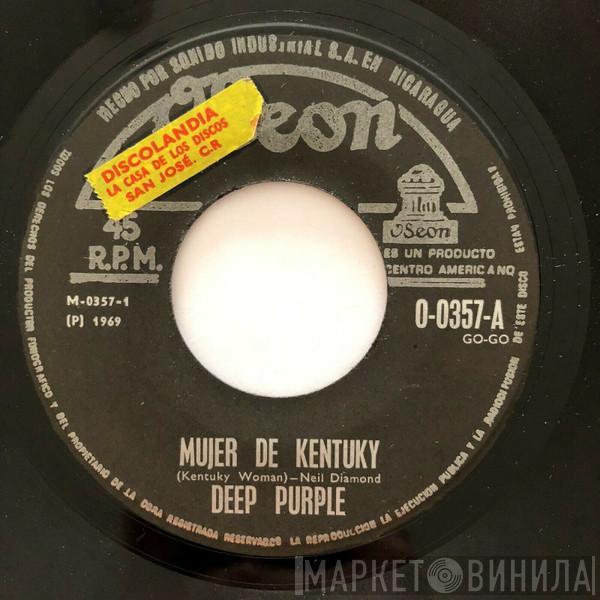 HECHO POR SONIDO INDUSTRIAL S.A. EN NICARAGUA
Odeon
DISCOLANDIA
LA CASA DE LOS DISCOS
SAN JOSÉ. C.R
45
R.P.M.
Odeon
ES UN PRODUCTO
CENTRO AMERICANO
M-0357-1
(P) 1969
O-0357-A
GO-GO
MUJER DE KENTUKY
(Kentuky Woman)—Neil Diamond
DEEP PURPLE
TODOS LOS DERECHOS DEL PRODUCTOR FONOGRAFICO Y DEL PROPIETARIO DE LA OBRA REGISTRADA RESERVADOS LA REPRODUCCION LA EJECUCION PUBLICA Y LA RADIODIFUSION DE ESTE DISCO ESTAN PROHIBIDAS
МАРКЕТ ВИНИЛА